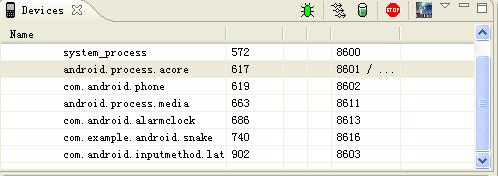 Devices
STOP
Name
system_process 572 8600
android.process.acore 617 8601 / ...
com.android.phone 619 8602
android.process.media 663 8611
com.android.alarmclock 686 8613
com.example.android.snake 740 8616
com.android.inputmethod.lat 902 8603